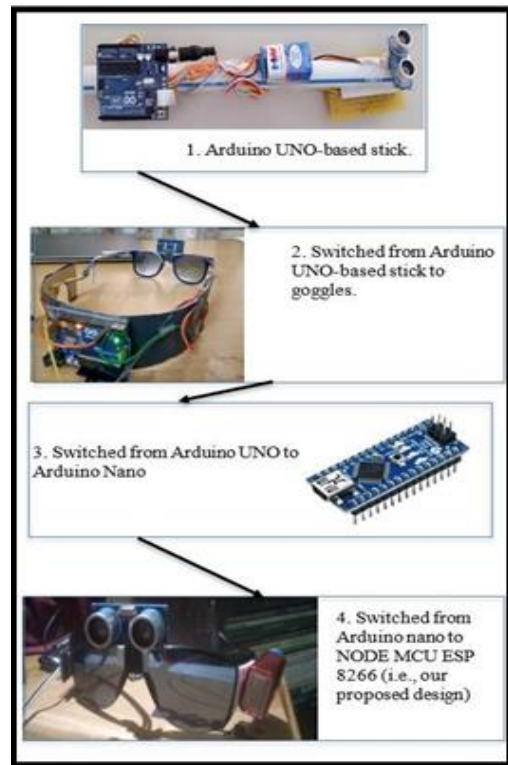 1. Arduino UNO-based stick.
2. Switched from Arduino
UNO-based stick to
goggles.
3. Switched from Arduino UNO to
Arduino Nano
4. Switched from
Arduino nano to
NODE MCU ESP
8266 (i.e., our
proposed design)